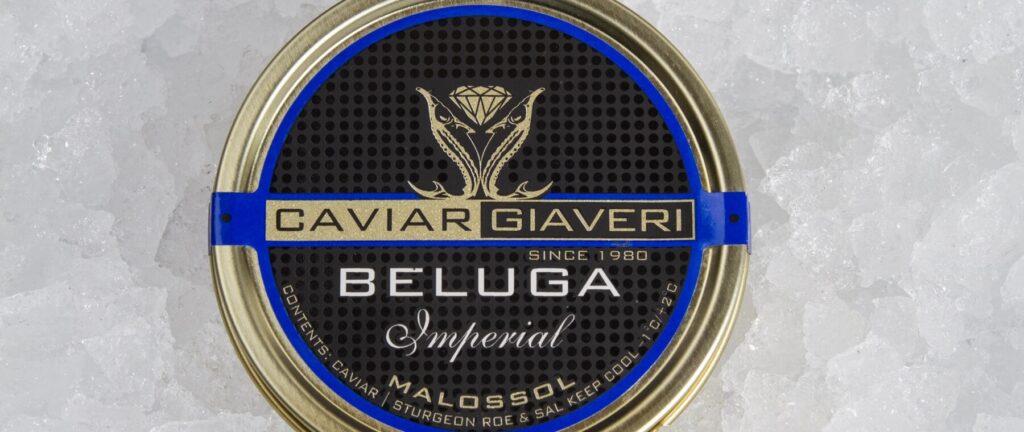 CAVIAR GIAVERI
SINCE 1980
BELUGA
Imperial
MALOSSOL
CONTENTS: CAVIAR / STURGEON ROE & SAL KEEP COOL -1°C/+2°C